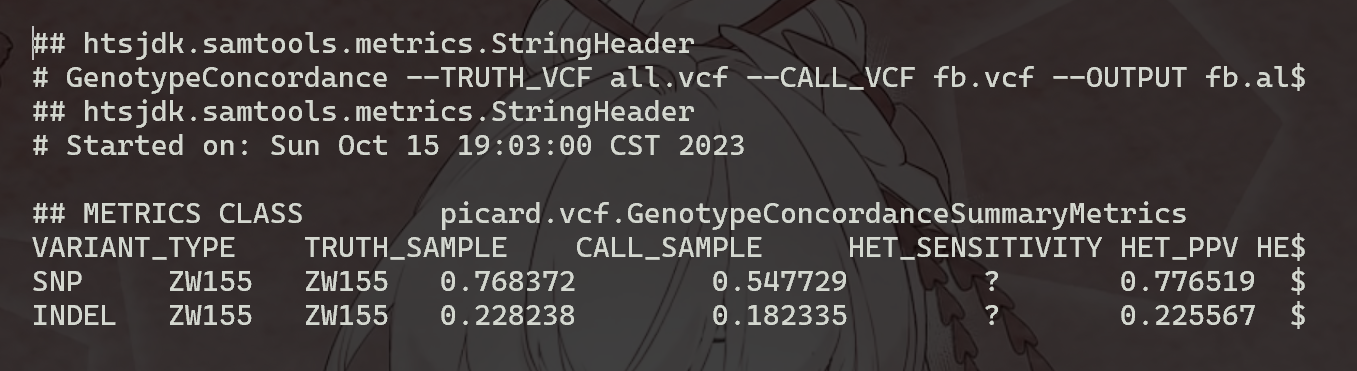 ## htsjdk.samtools.metrics.StringHeader
# GenotypeConcordance --TRUTH_VCF all.vcf --CALL_VCF fb.vcf --OUTPUT fb.al$
## htsjdk.samtools.metrics.StringHeader
# Started on: Sun Oct 15 19:03:00 CST 2023

## METRICS CLASS        picard.vcf.GenotypeConcordanceSummaryMetrics
VARIANT_TYPE    TRUTH_SAMPLE    CALL_SAMPLE     HET_SENSITIVITY HET_PPV HE$
SNP     ZW155   ZW155   0.768372        0.547729        ?       0.776519  $
INDEL   ZW155   ZW155   0.228238        0.182335        ?       0.225567  $